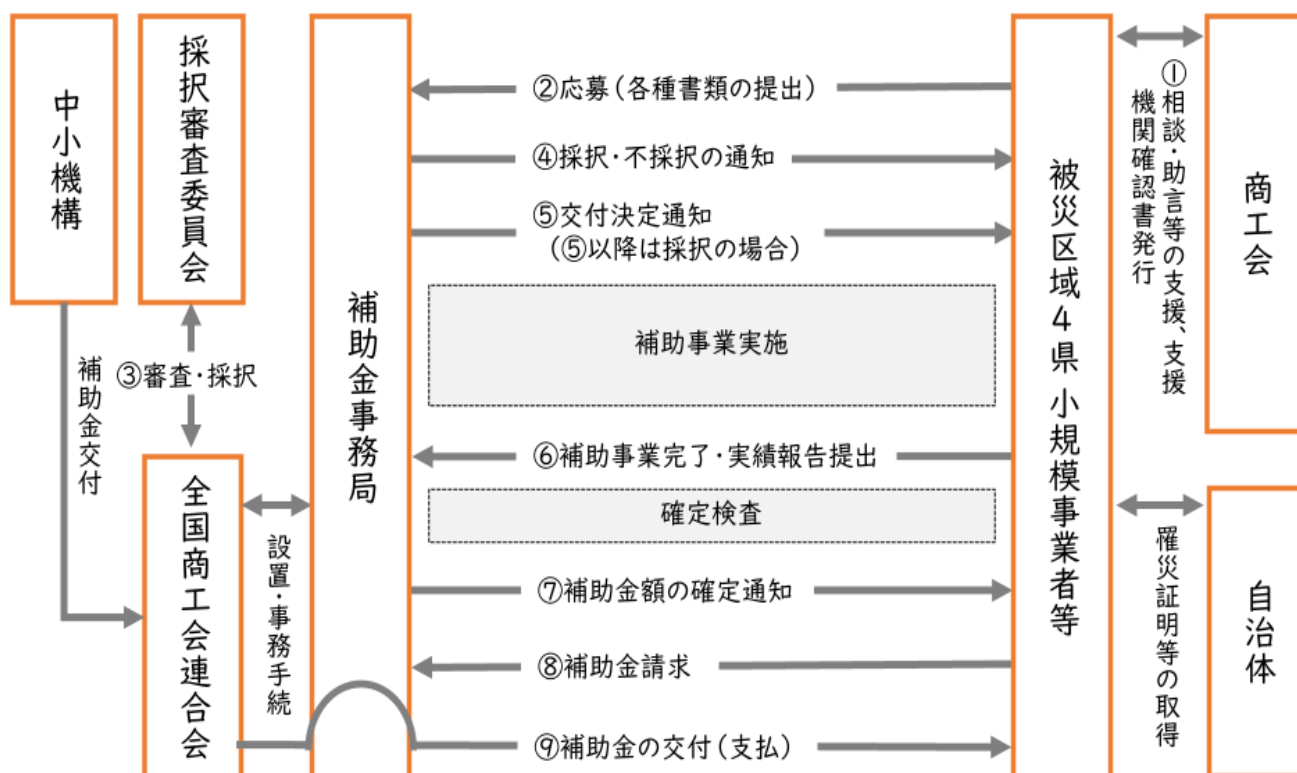 中小機構
採択審査委員会
補助金交付
③審査・採択
全国商工会連合会
設置・事務手続
補助金事務局
②応募(各種書類の提出)
④採択・不採択の通知
⑤交付決定通知
(⑤以降は採択の場合)
補助事業実施
⑥補助事業完了・実績報告提出
確定検査
⑦補助金額の確定通知
⑧補助金請求
⑨補助金の交付(支払)
被災区域4県 小規模事業者等
①相談・助言等の支援、支援
機関確認書発行
商工会
罹災証明等の取得
自治体